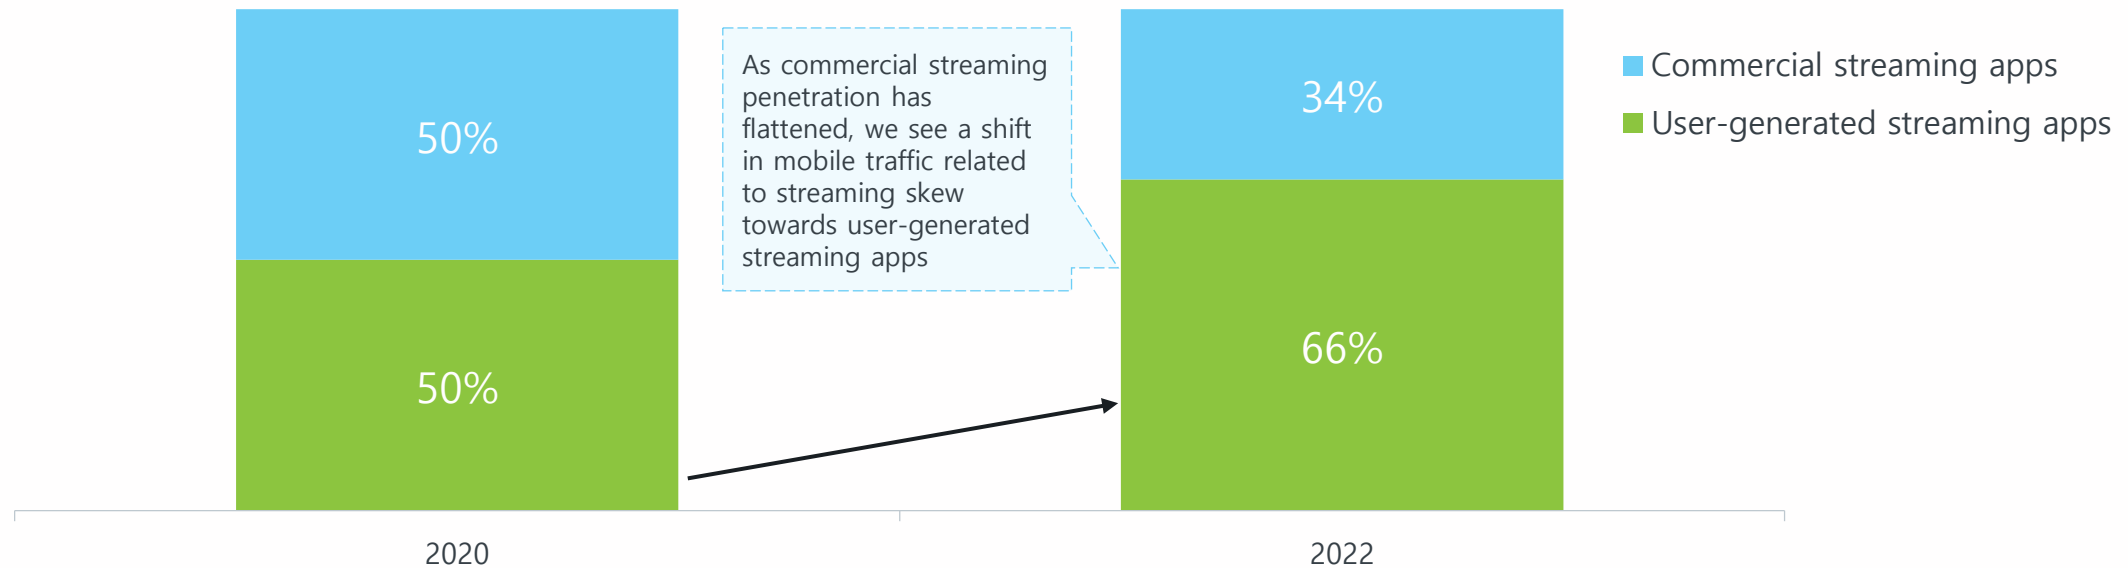 50%
50%
As commercial streaming
penetration has
flattened, we see a shift
in mobile traffic related
to streaming skew
towards user-generated
streaming apps
34%
66%
Commercial streaming apps
User-generated streaming apps
2020
2022